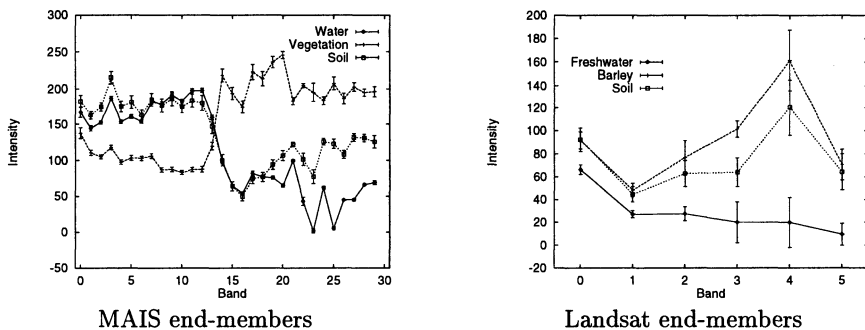 300
250
200
150
100
50
0
-50
Intensity
Water
Vegetation
Soil
0 5 10 15 20 25 30
Band
MAIS end-members
200
180
160
140
120
100
80
60
40
20
0
-20
Intensity
Freshwater
Barley
Soil
0 1 2 3 4 5
Band
Landsat end-members